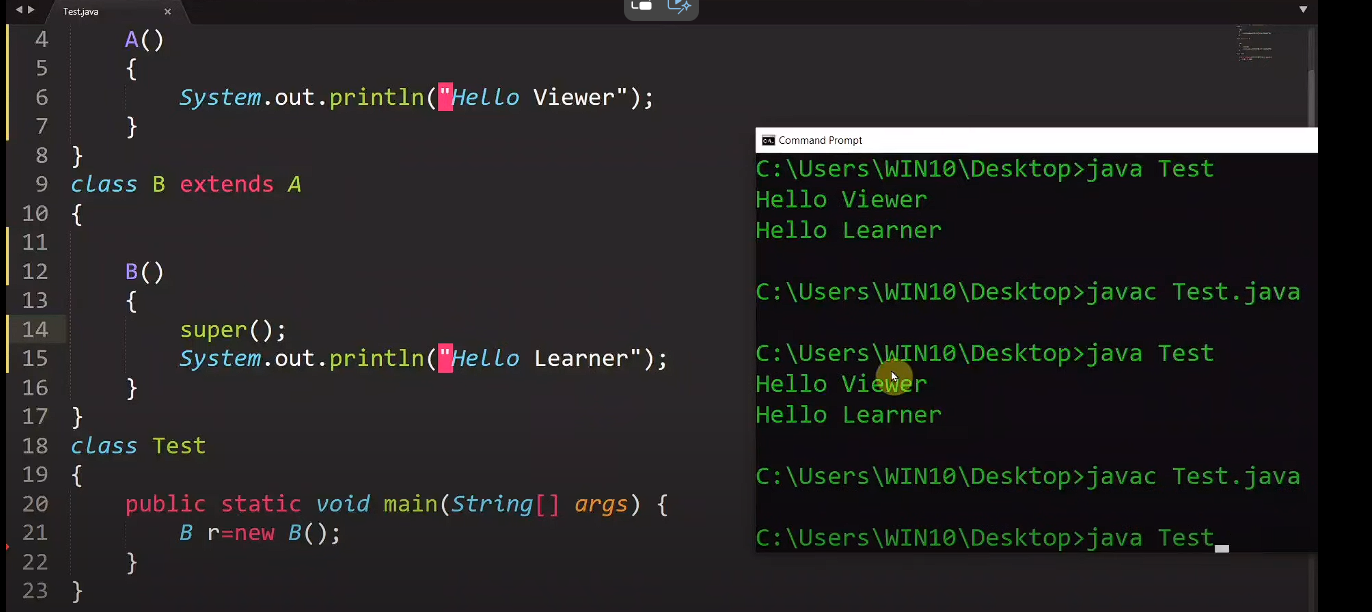 Test.java
4 A()
5 {
6 System.out.println("Hello Viewer");
7 }
8 }
9 class B extends A
10 {
11
12 B()
13 {
14 super();
15 System.out.println("Hello Learner");
16 }
17 }
18 class Test
19 {
20 public static void main(String[] args) {
21 B r=new B();
22 }
23 }
Command Prompt
C:\Users\WIN10\Desktop>java Test
Hello Viewer
Hello Learner
C:\Users\WIN10\Desktop>javac Test.java
C:\Users\WIN10\Desktop>java Test
Hello Viewer
Hello Learner
C:\Users\WIN10\Desktop>javac Test.java
C:\Users\WIN10\Desktop>java Test